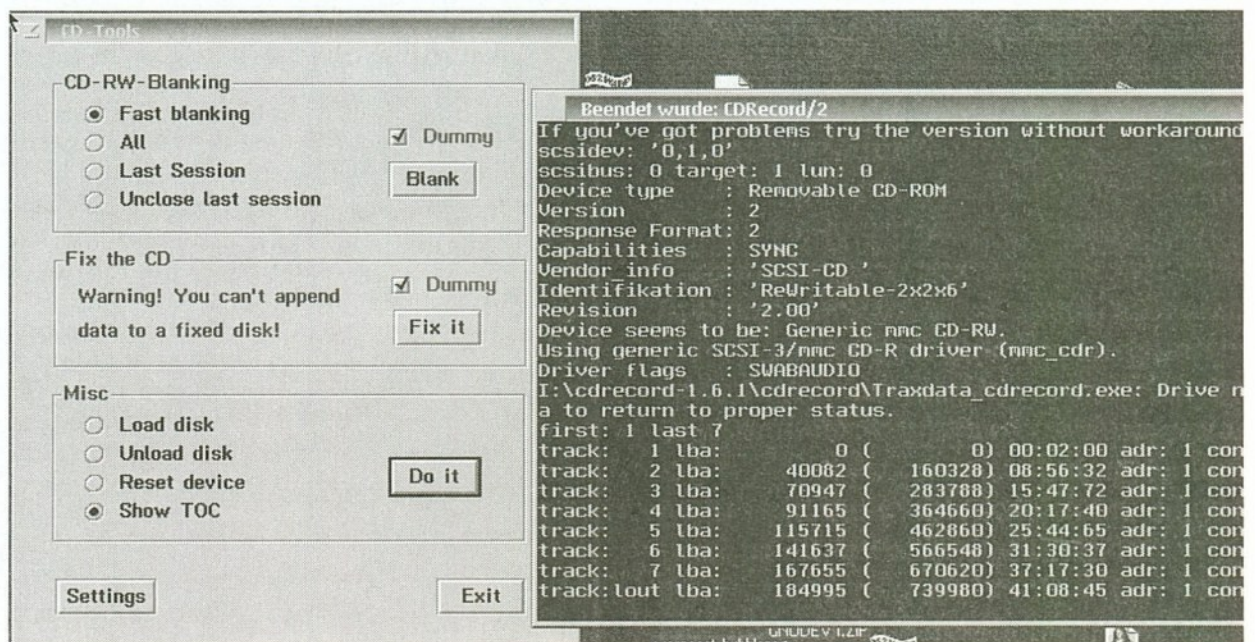 CD-Tools
CD-RW-Blanking
Fast blanking
All
Last Session
Unclose last session
Dummy
Blank
Fix the CD
Warning! You can't append
data to a fixed disk!
Dummy
Fix it
Misc
Load disk
Unload disk
Reset device
Show TOC
Do it
Settings
Exit
Beendet wurde: CDRecord/2
If you've got problems try the version without workaround
scsidev: '0,1,0'
scsibus: 0 target: 1 lun: 0
Device type : Removable CD-ROM
Version : 2
Response Format: 2
Capabilities : SYNC
Vendor_info : 'SCSI-CD '
Identifikation : 'ReWritable-2x2x6'
Revision : '2.00'
Device seems to be: Generic mmc CD-RW.
Using generic SCSI-3/mmc CD-R driver (mmc_cdr).
Driver flags : SWABAUDIO
I:\cdrecord-1.6.1\cdrecord\Traxdata_cdrecord.exe: Drive n
a to return to proper status.
first: 1 last 7
track: 1 lba: 0 ( 0) 00:02:00 adr: 1 con
track: 2 lba: 40082 ( 160328) 08:56:32 adr: 1 con
track: 3 lba: 70947 ( 283788) 15:47:72 adr: 1 con
track: 4 lba: 91165 ( 364660) 20:17:40 adr: 1 con
track: 5 lba: 115715 ( 462860) 25:44:65 adr: 1 con
track: 6 lba: 141637 ( 566548) 31:30:37 adr: 1 con
track: 7 lba: 167655 ( 670620) 37:17:30 adr: 1 con
track:lout lba: 184995 ( 739980) 41:08:45 adr: 1 con